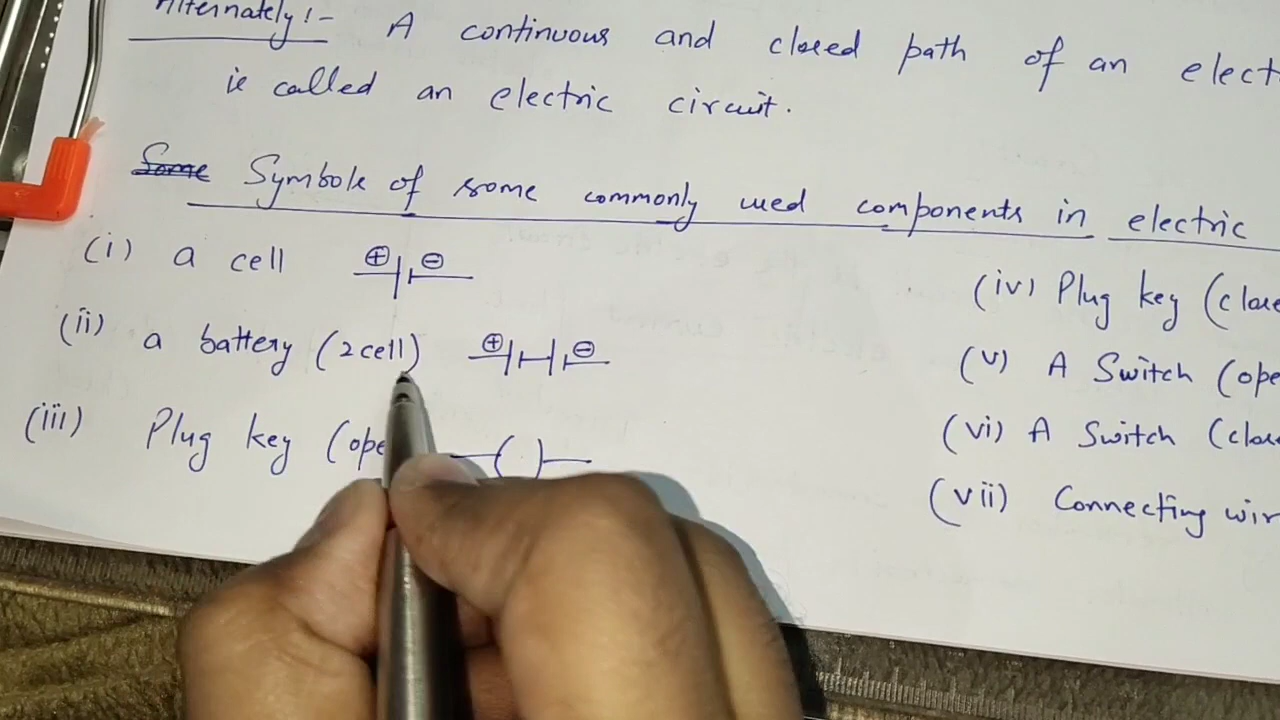 Alternately :- A continuous and closed path of an elect
is called an electric circuit.
Some Symbols of some commonly used components in electric
(i) a cell ⊕ ⊖
(ii) a battery (2cell) ⊕ ⊖
(iii) Plug key (ope
(iv) Plug key (close
(v) A Switch (ope
(vi) A Switch (close
(vii) Connecting wir